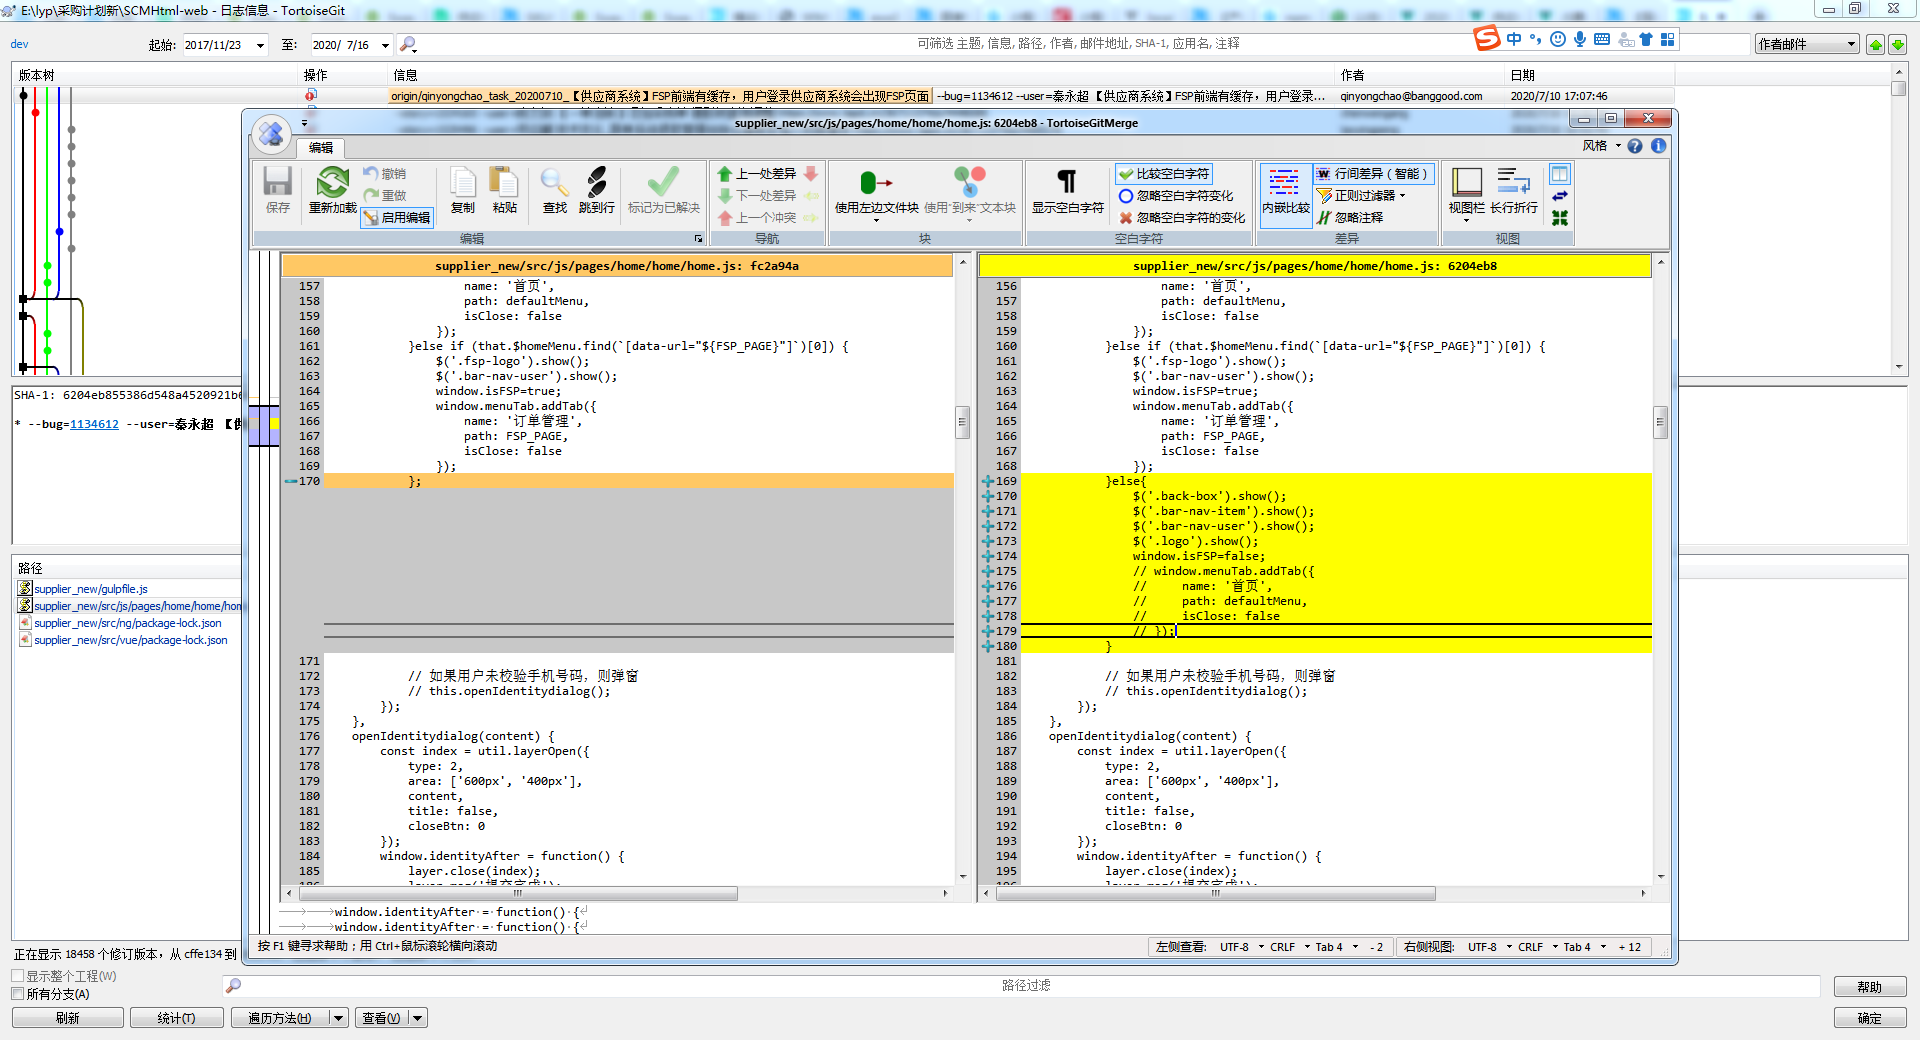 E:\lyp\采购计划新\SCMHtml-web - 日志信息 - TortoiseGit
dev
起始: 2017/11/23 至: 2020/ 7/16
可筛选 主题, 信息, 路径, 作者, 邮件地址, SHA-1, 应用名, 注释
中
作者邮件
版本树 操作 信息 作者 日期
origin/qinyongchao_task_20200710_【供应商系统】FSP前端有缓存，用户登录供应商系统会出现FSP页面 --bug=1134612 --user=秦永超 【供应商系统】FSP前端有缓存，用户登录... qinyongchao@banggood.com 2020/7/10 17:07:46
supplier_new/src/js/pages/home/home/home.js: 6204eb8 - TortoiseGitMerge
编辑
风格
保存
重新加载
撤销
重做
启用编辑
复制
粘贴
查找
跳到行
标记为已解决
编辑
上一处差异
下一处差异
上一个冲突
导航
使用左边文件块
使用“到来”文本块
块
显示空白字符
比较空白字符
忽略空白字符变化
忽略空白字符的变化
空白字符
内嵌比较
行间差异（智能）
正则过滤器
忽略注释
差异
视图栏
长行折行
视图
supplier_new/src/js/pages/home/home/home.js: fc2a94a
157 name: '首页',
158 path: defaultMenu,
159 isClose: false
160 });
161 }else if (that.$homeMenu.find(`[data-url="${FSP_PAGE}"]`)[0]) {
162 $('.fsp-logo').show();
163 $('.bar-nav-user').show();
164 window.isFSP=true;
165 window.menuTab.addTab({
166 name: '订单管理',
167 path: FSP_PAGE,
168 isClose: false
169 });
170 };
171
172 // 如果用户未校验手机号码，则弹窗
173 // this.openIdentitydialog();
174 });
175 },
176 openIdentitydialog(content) {
177 const index = util.layerOpen({
178 type: 2,
179 area: ['600px', '400px'],
180 content,
181 title: false,
182 closeBtn: 0
183 });
184 window.identityAfter = function() {
185 layer.close(index);
supplier_new/src/js/pages/home/home/home.js: 6204eb8
156 name: '首页',
157 path: defaultMenu,
158 isClose: false
159 });
160 }else if (that.$homeMenu.find(`[data-url="${FSP_PAGE}"]`)[0]) {
161 $('.fsp-logo').show();
162 $('.bar-nav-user').show();
163 window.isFSP=true;
164 window.menuTab.addTab({
165 name: '订单管理',
166 path: FSP_PAGE,
167 isClose: false
168 });
169 }else{
170 $('.back-box').show();
171 $('.bar-nav-item').show();
172 $('.bar-nav-user').show();
173 $('.logo').show();
174 window.isFSP=false;
175 // window.menuTab.addTab({
176 // name: '首页',
177 // path: defaultMenu,
178 // isClose: false
179 // });
180 }
181
182 // 如果用户未校验手机号码，则弹窗
183 // this.openIdentitydialog();
184 });
185 },
186 openIdentitydialog(content) {
187 const index = util.layerOpen({
188 type: 2,
189 area: ['600px', '400px'],
190 content,
191 title: false,
192 closeBtn: 0
193 });
194 window.identityAfter = function() {
195 layer.close(index);
window.identityAfter = function() {
window.identityAfter = function() {
按 F1 键寻求帮助；用 Ctrl+鼠标滚轮横向滚动
左侧查看: UTF-8 CRLF Tab 4 - 2
右侧视图: UTF-8 CRLF Tab 4 + 12
SHA-1: 6204eb855386d548a4520921b
* --bug=1134612 --user=秦永超 【供
路径
supplier_new/gulpfile.js
supplier_new/src/js/pages/home/home/hom
supplier_new/src/ng/package-lock.json
supplier_new/src/vue/package-lock.json
正在显示 18458 个修订版本，从 cffe134 到
显示整个工程(W)
所有分支(A)
路径过滤
帮助
刷新
统计(T)
遍历方法(H)
查看(V)
确定